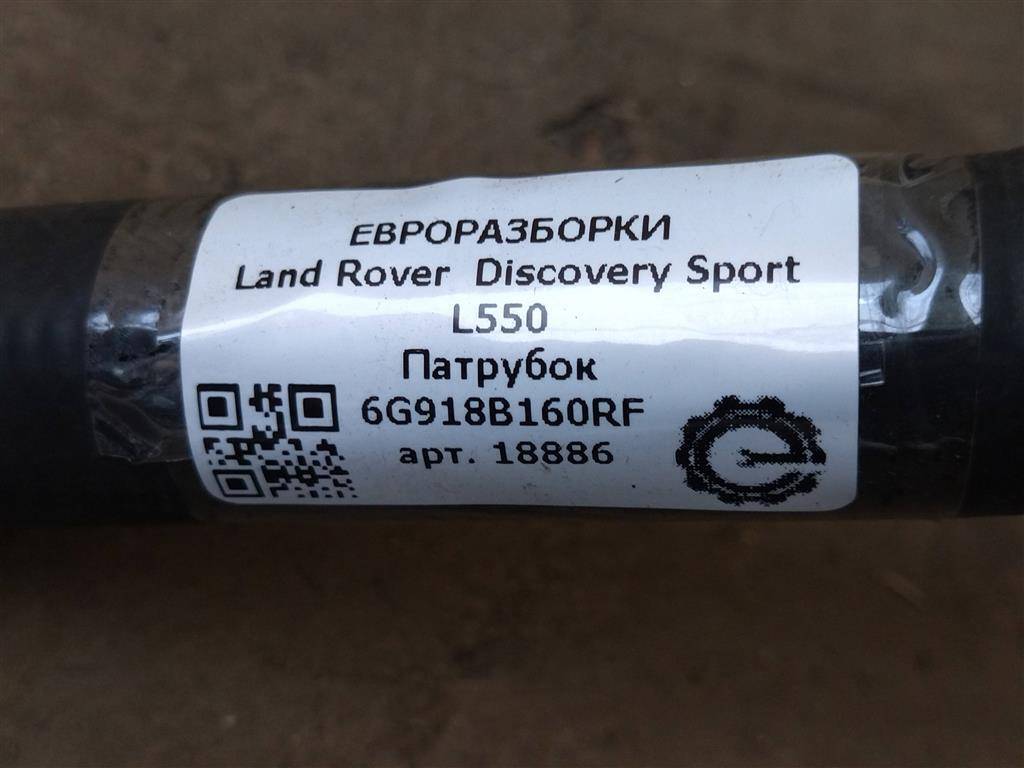 ЕВРОРАЗБОРКИ
Land Rover Discovery Sport
L550
Патрубок
6G918B160RF
арт. 18886